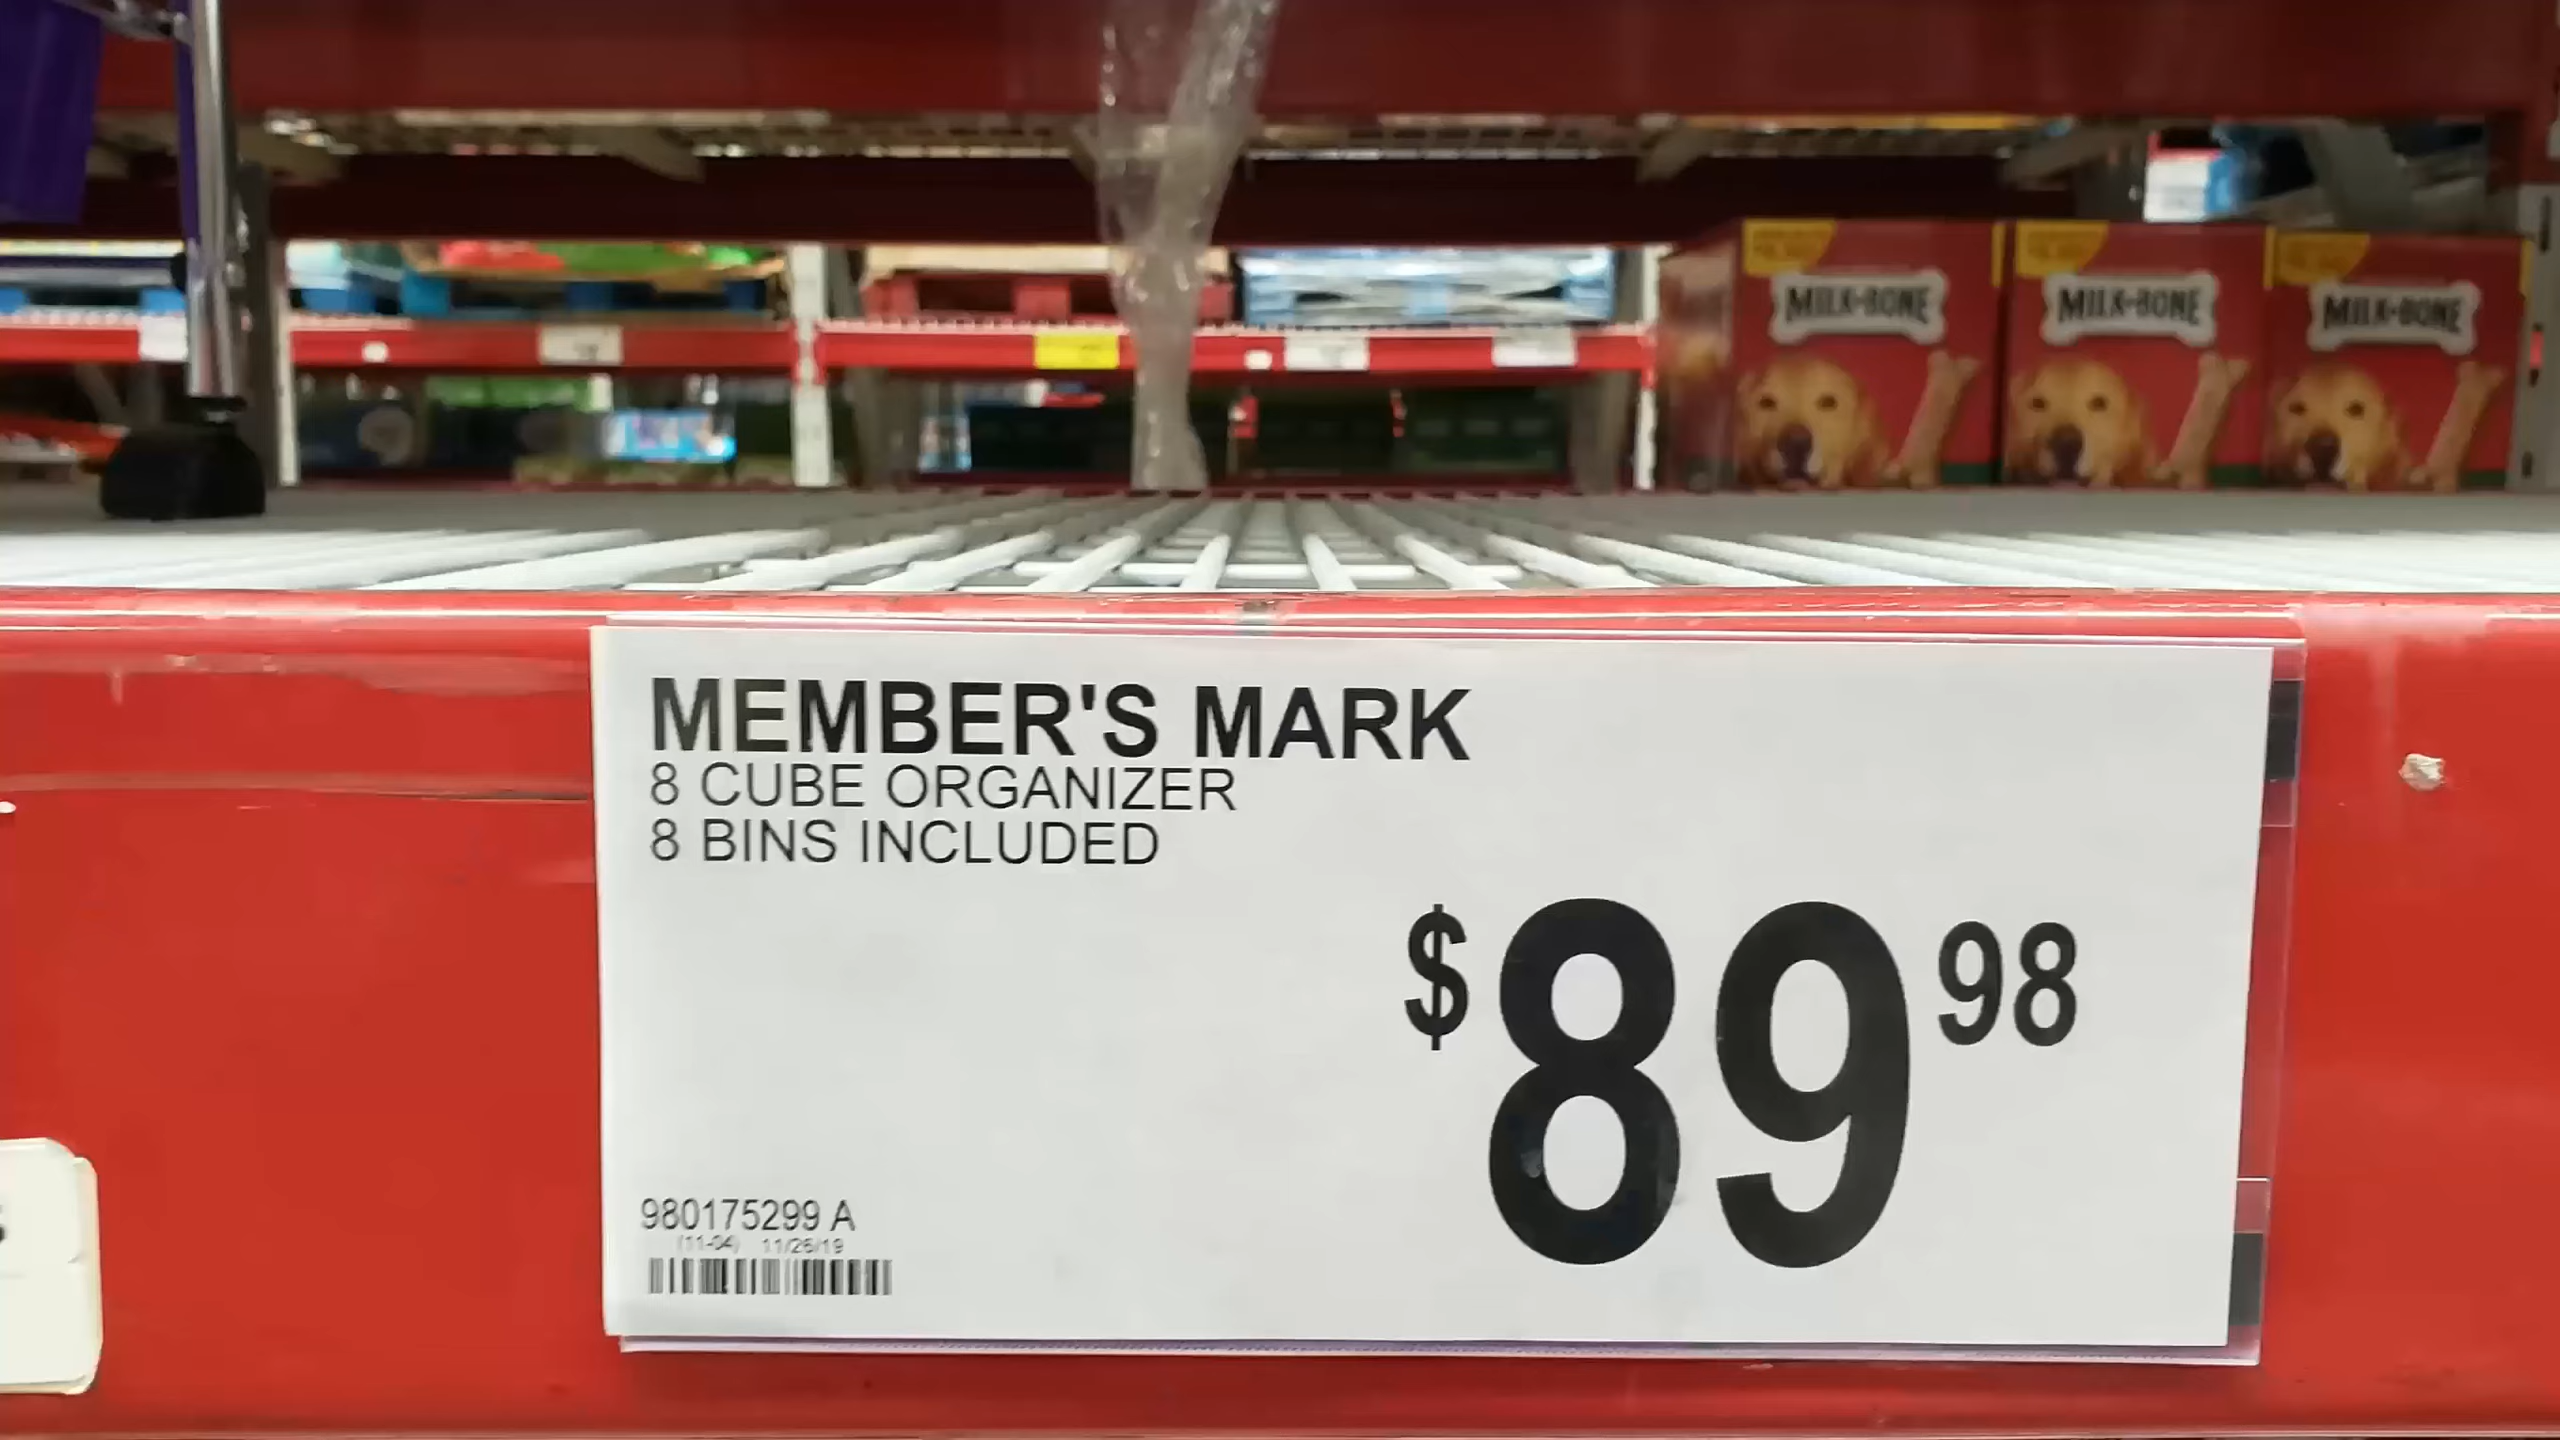 MILK-BONE
MILK-BONE
MILK-BONE
MEMBER'S MARK
8 CUBE ORGANIZER
8 BINS INCLUDED
$89 98
980175299 A
(11-04) 11/26/19